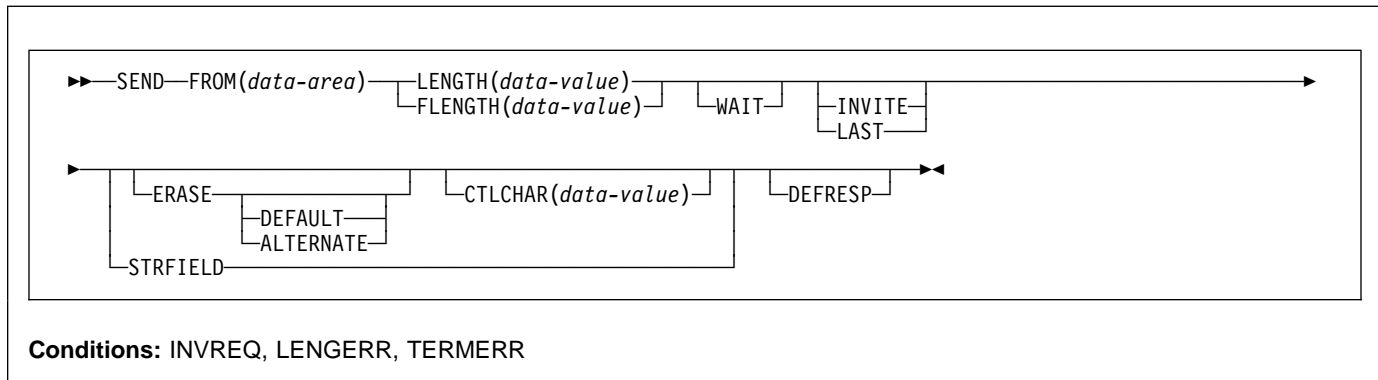 SEND FROM(data-area) LENGTH(data-value)
FLENGTH(data-value) WAIT INVITE
LAST
ERASE CTLCHAR(data-value) DEFRESP
DEFAULT
ALTERNATE
STRFIELD
Conditions: INVREQ, LENGERR, TERMERR